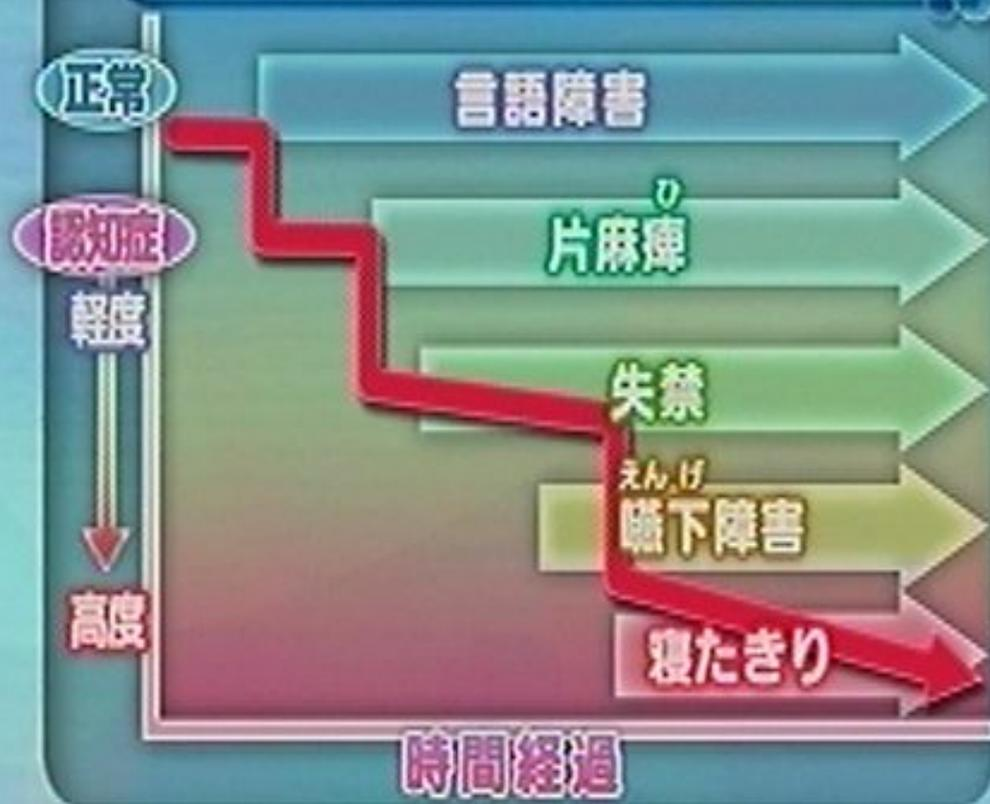 正常
言語障害
ひ
片麻痺
認知症
軽度
失禁
えんげ
嚥下障害
高度
寝たきり
時間経過